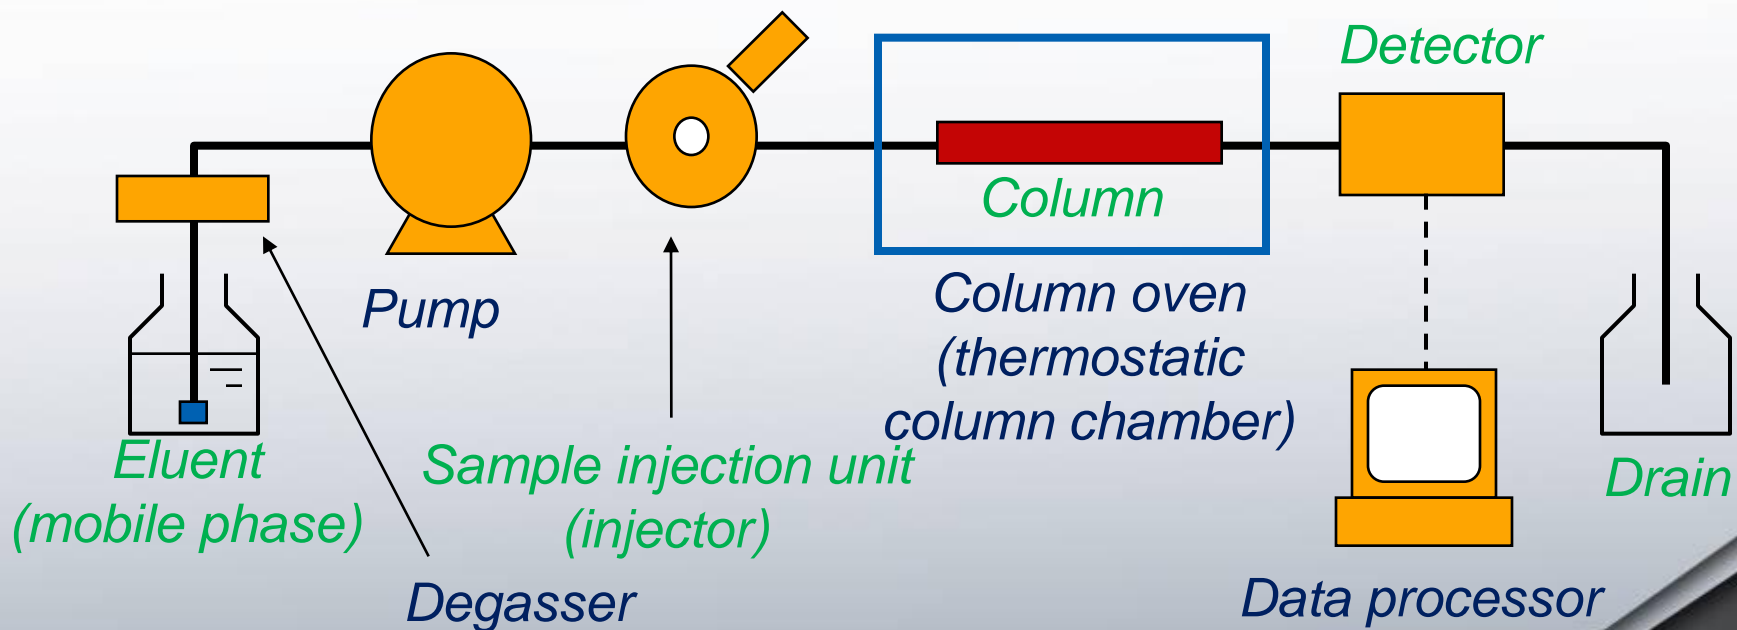 Detector
Column
Pump
Column oven
(thermostatic
column chamber)
Eluent
(mobile phase)
Sample injection unit
(injector)
Drain
Degasser
Data processor